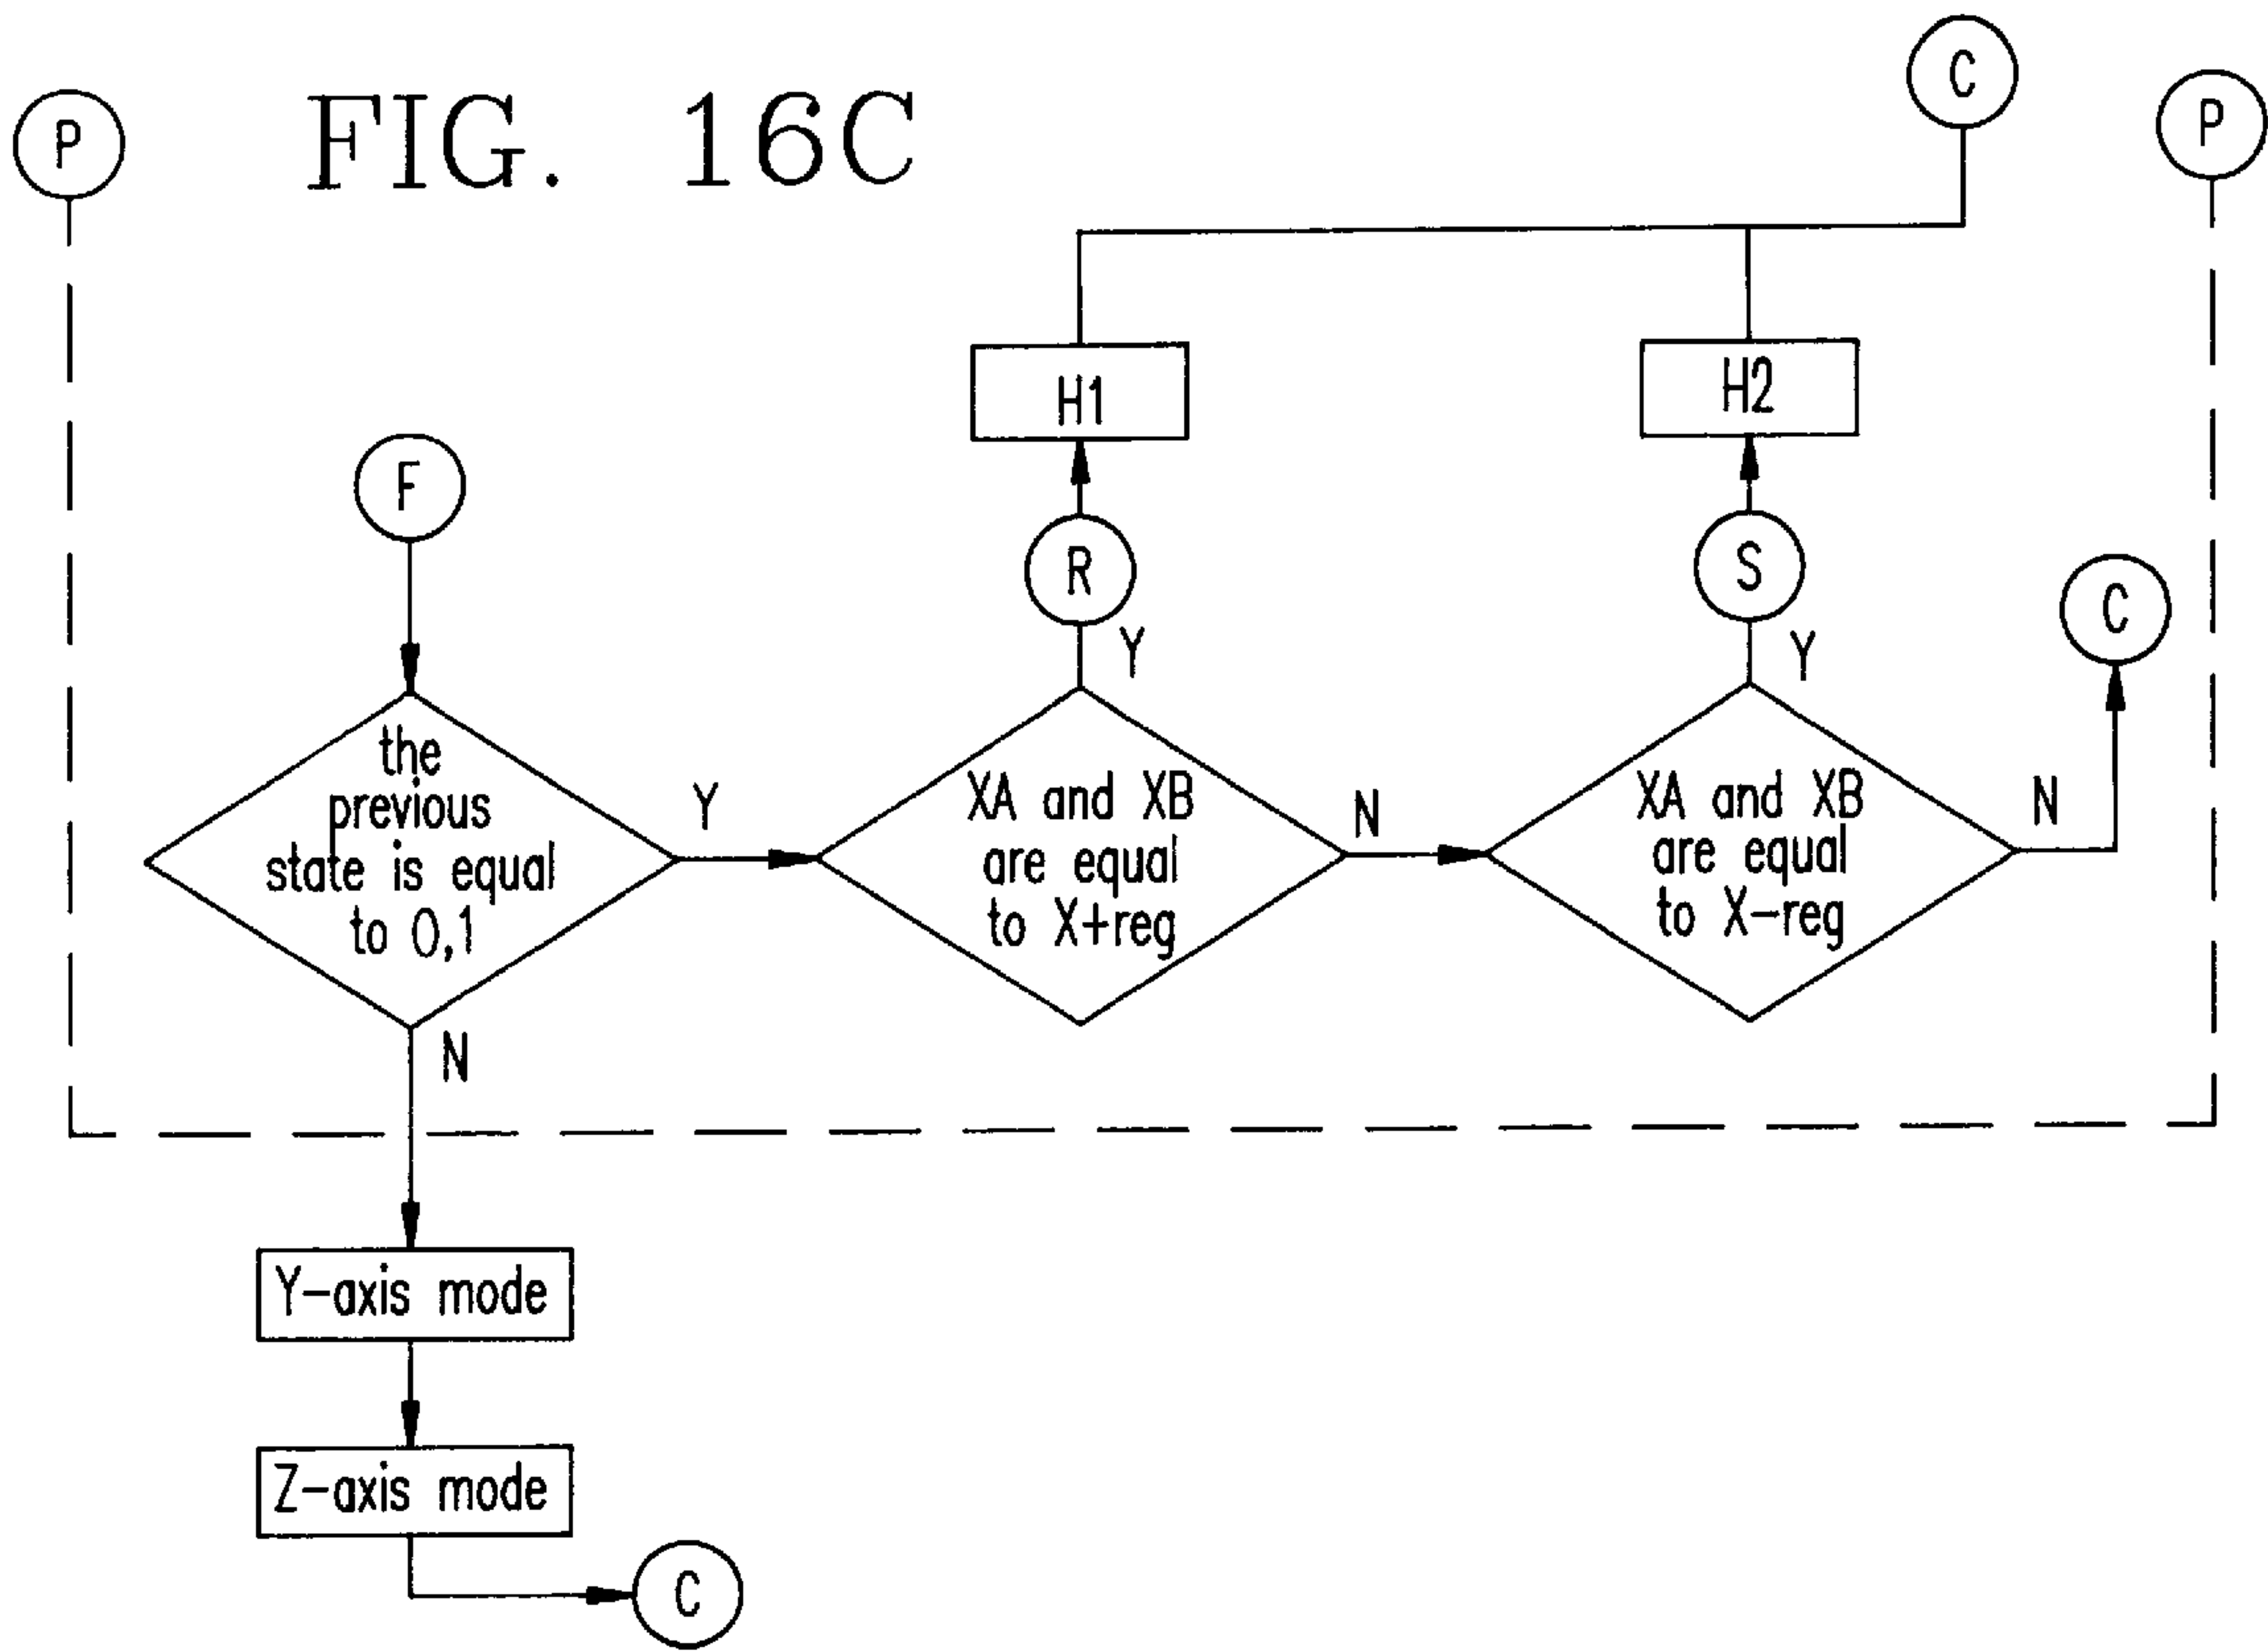 C
P
P
FIG. 16C
H1
H2
F
R
S
C
Y
Y
the
previous
state is equal
to 0,1
Y
XA and XB
are equal
to X+reg
N
XA and XB
are equal
to X-reg
N
N
Y-axis mode
Z-axis mode
C